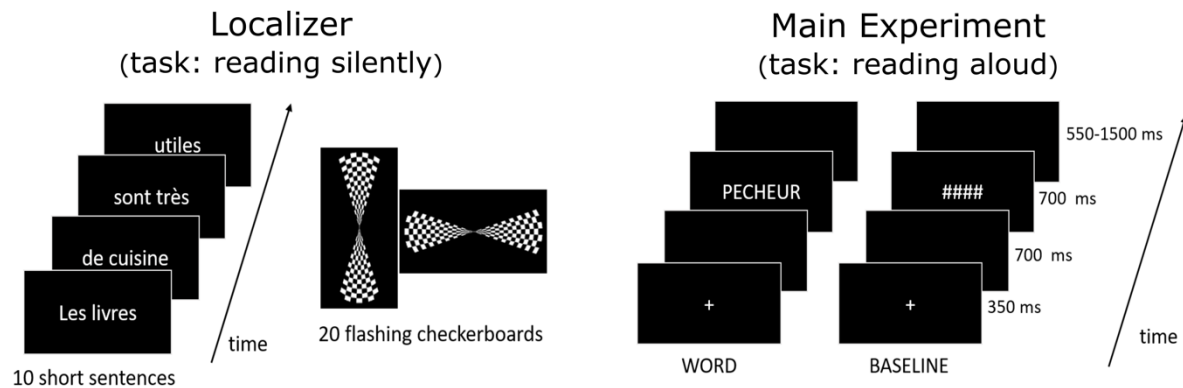 Localizer
(task: reading silently)
utiles
sont très
de cuisine
Les livres
time
10 short sentences
20 flashing checkerboards
Main Experiment
(task: reading aloud)
550-1500 ms
PECHEUR
####
700 ms
700 ms
+
+
350 ms
time
WORD
BASELINE